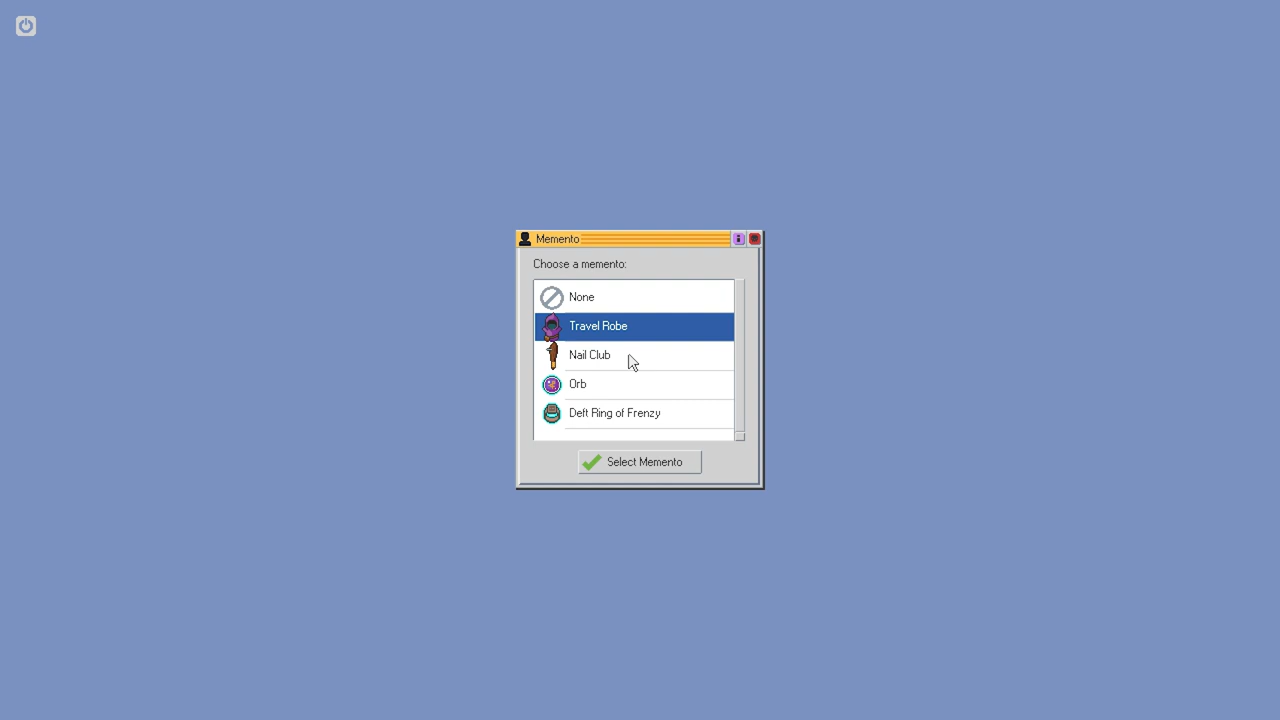 Memento
Choose a memento:
None
Travel Robe
Nail Club
Orb
Deft Ring of Frenzy
Select Memento